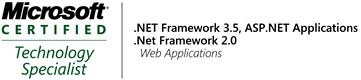 Microsoft
CERTIFIED
Technology
Specialist
.NET Framework 3.5, ASP.NET Applications
.Net Framework 2.0
Web Applications